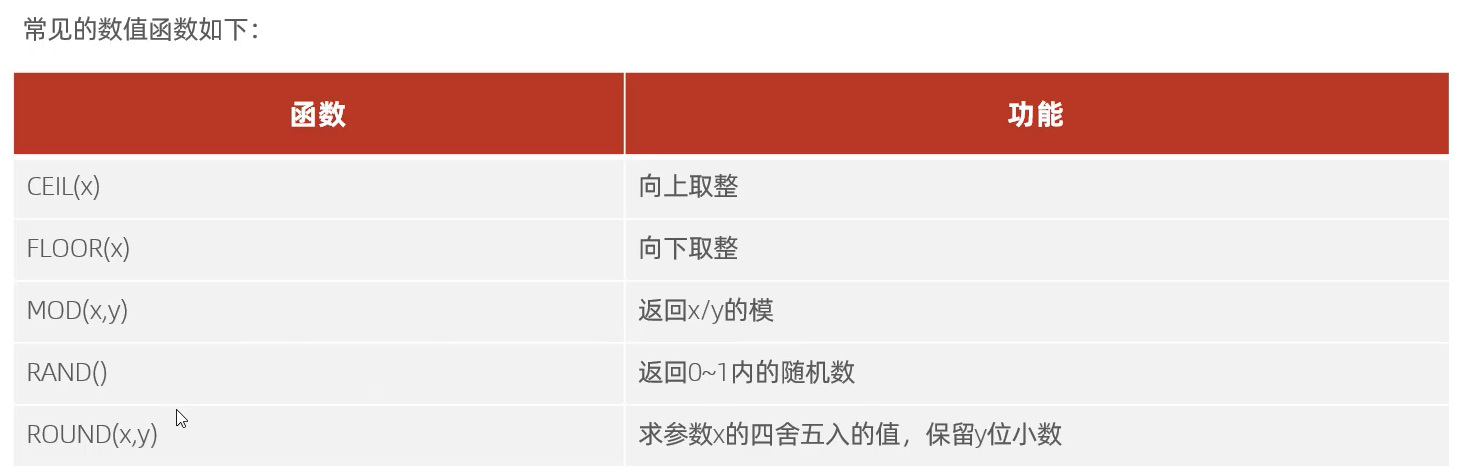 常见的数值函数如下：
函数 功能
CEIL(x) 向上取整
FLOOR(x) 向下取整
MOD(x,y) 返回x/y的模
RAND() 返回0~1内的随机数
ROUND(x,y) 求参数x的四舍五入的值，保留y位小数